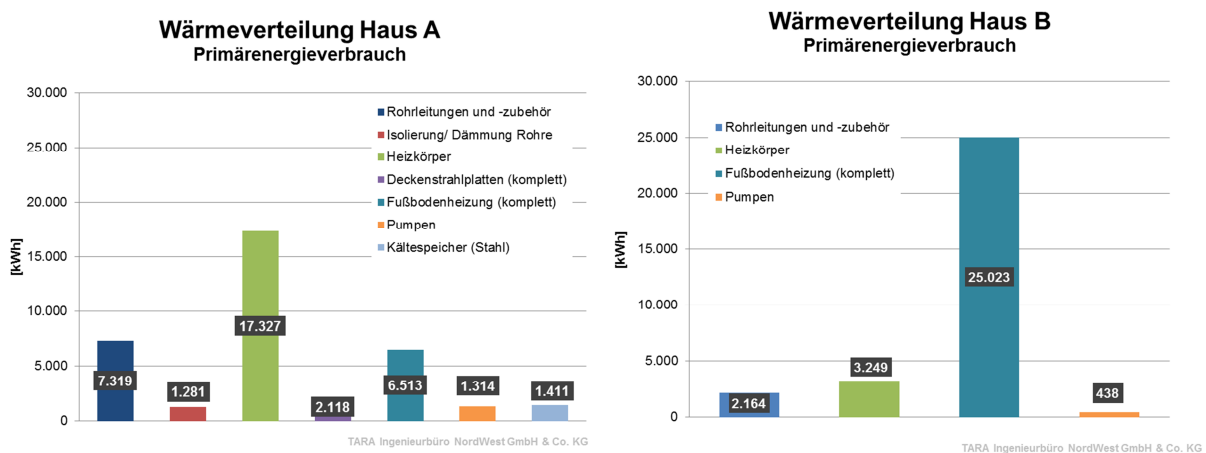 Wärmeverteilung Haus A
Primärenergieverbrauch
30.000
25.000
20.000
15.000
10.000
5.000
0
[kWh]
Rohrleitungen und -zubehör
Isolierung/ Dämmung Rohre
Heizkörper
Deckenstrahlplatten (komplett)
Fußbodenheizung (komplett)
Pumpen
Kältespeicher (Stahl)
7.319
1.281
17.327
2.118
6.513
1.314
1.411
TARA Ingenieurbüro NordWest GmbH & Co. KG
Wärmeverteilung Haus B
Primärenergieverbrauch
30.000
25.000
20.000
15.000
10.000
5.000
0
[kWh]
Rohrleitungen und -zubehör
Heizkörper
Fußbodenheizung (komplett)
Pumpen
2.164
3.249
25.023
438
TARA Ingenieurbüro NordWest GmbH & Co. KG